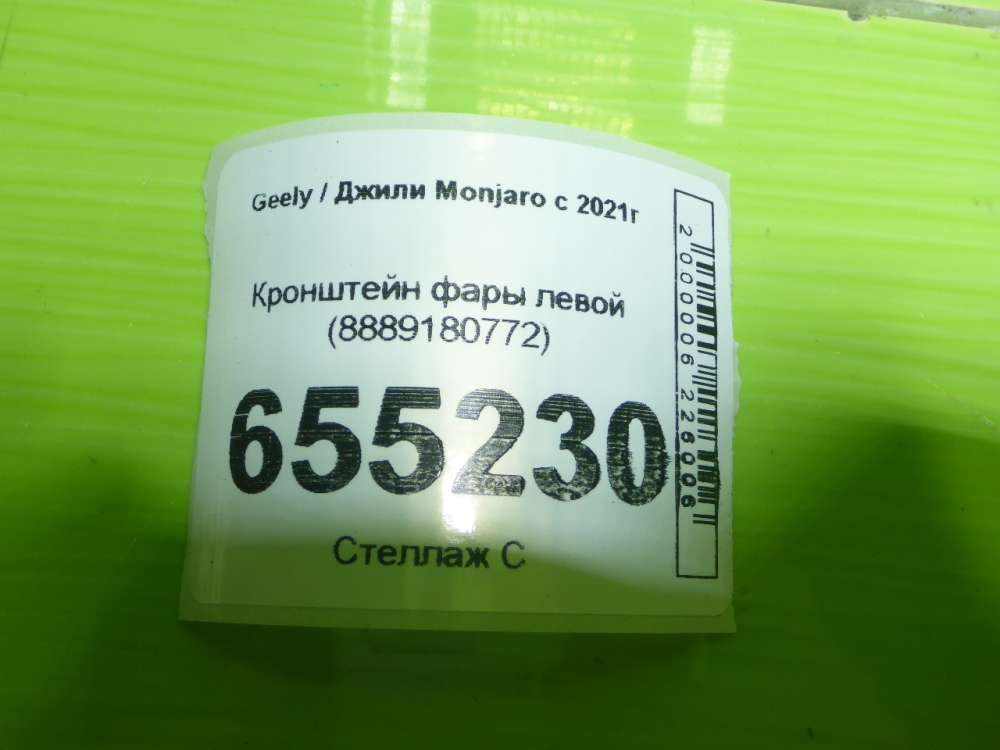 Geely / Джили Monjaro с 2021г
Кронштейн фары левой
(8889180772)
655230
Стеллаж С
2000006226006